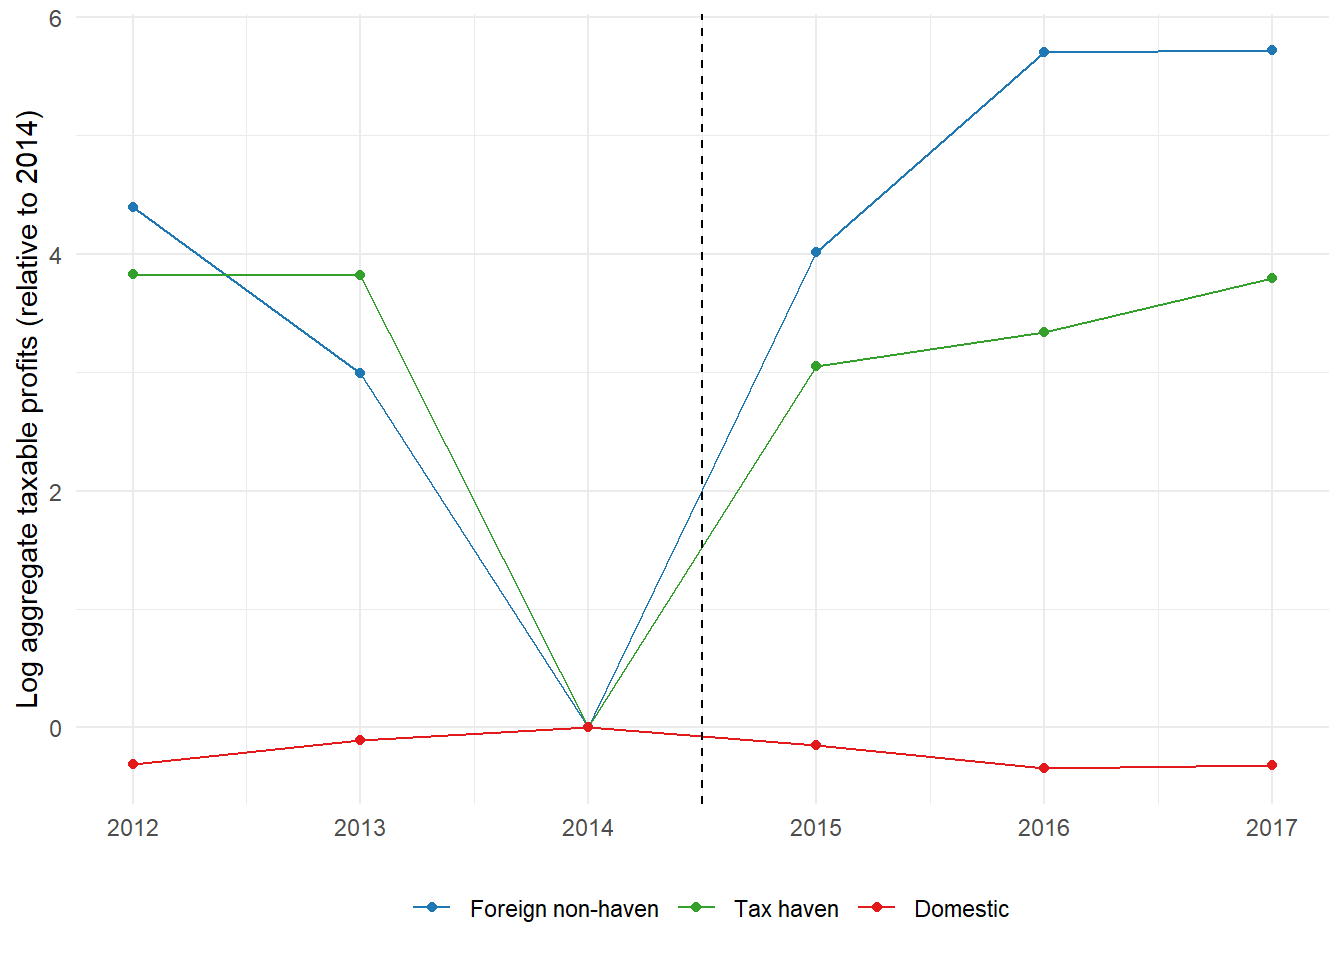 Log aggregate taxable profits (relative to 2014)
6
4
2
0
2012 2013 2014 2015 2016 2017
Foreign non-haven Tax haven Domestic